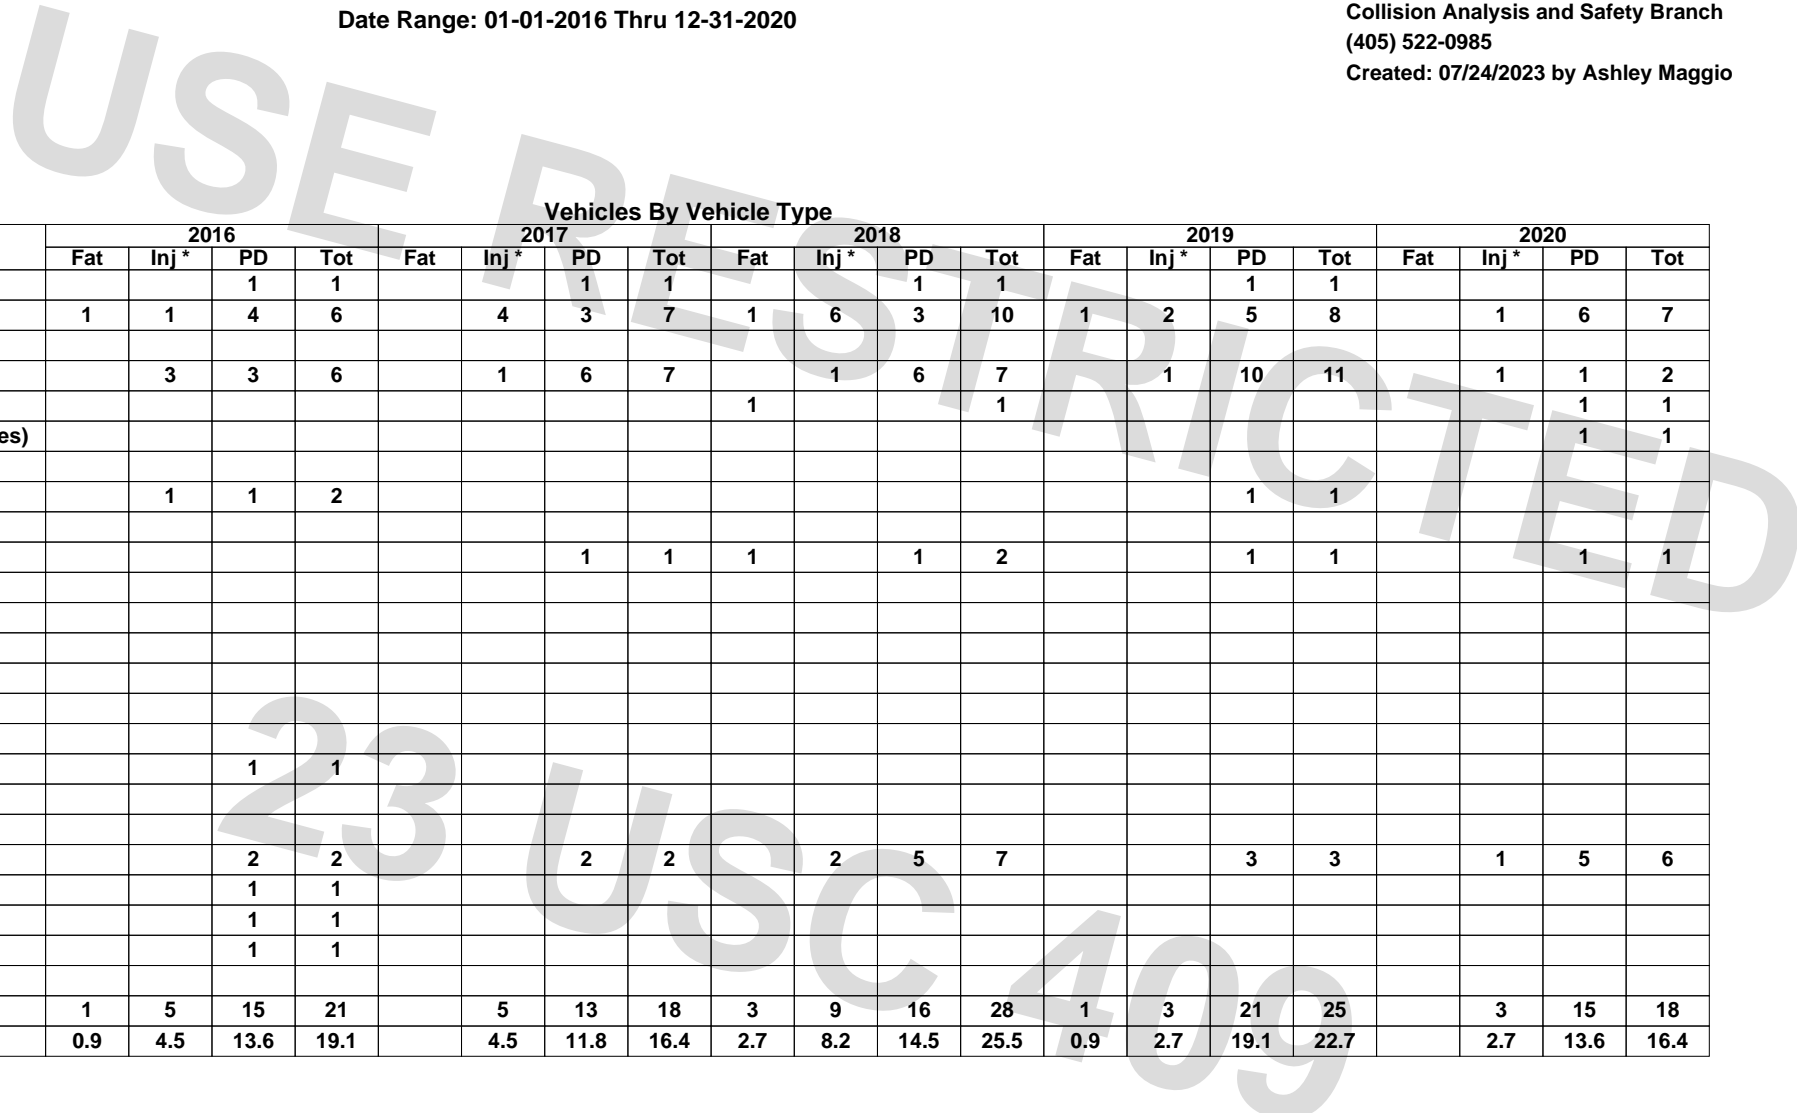 Date Range: 01-01-2016 Thru 12-31-2020
Collision Analysis and Safety Branch
(405) 522-0985
Created: 07/24/2023 by Ashley Maggio
USE RESTRICTED
Vehicles By Vehicle Type
2016 2017 2018 2019 2020
Fat Inj * PD Tot Fat Inj * PD Tot Fat Inj * PD Tot Fat Inj * PD Tot Fat Inj * PD Tot
1 1 1 1 1 1 1 1
1 1 4 6 4 3 7 1 6 3 10 1 2 5 8 1 6 7
3 3 6 1 6 7 1 6 7 1 10 11 1 1 2
1 1 1 1
es) 1 1
1 1 2 1 1
1 1 1 1 2 1 1 1 1
1 1
2 2 2 2 2 5 7 3 3 1 5 6
1 1
1 1
1 1
1 5 15 21 5 13 18 3 9 16 28 1 3 21 25 3 15 18
0.9 4.5 13.6 19.1 4.5 11.8 16.4 2.7 8.2 14.5 25.5 0.9 2.7 19.1 22.7 2.7 13.6 16.4
23 USC 409